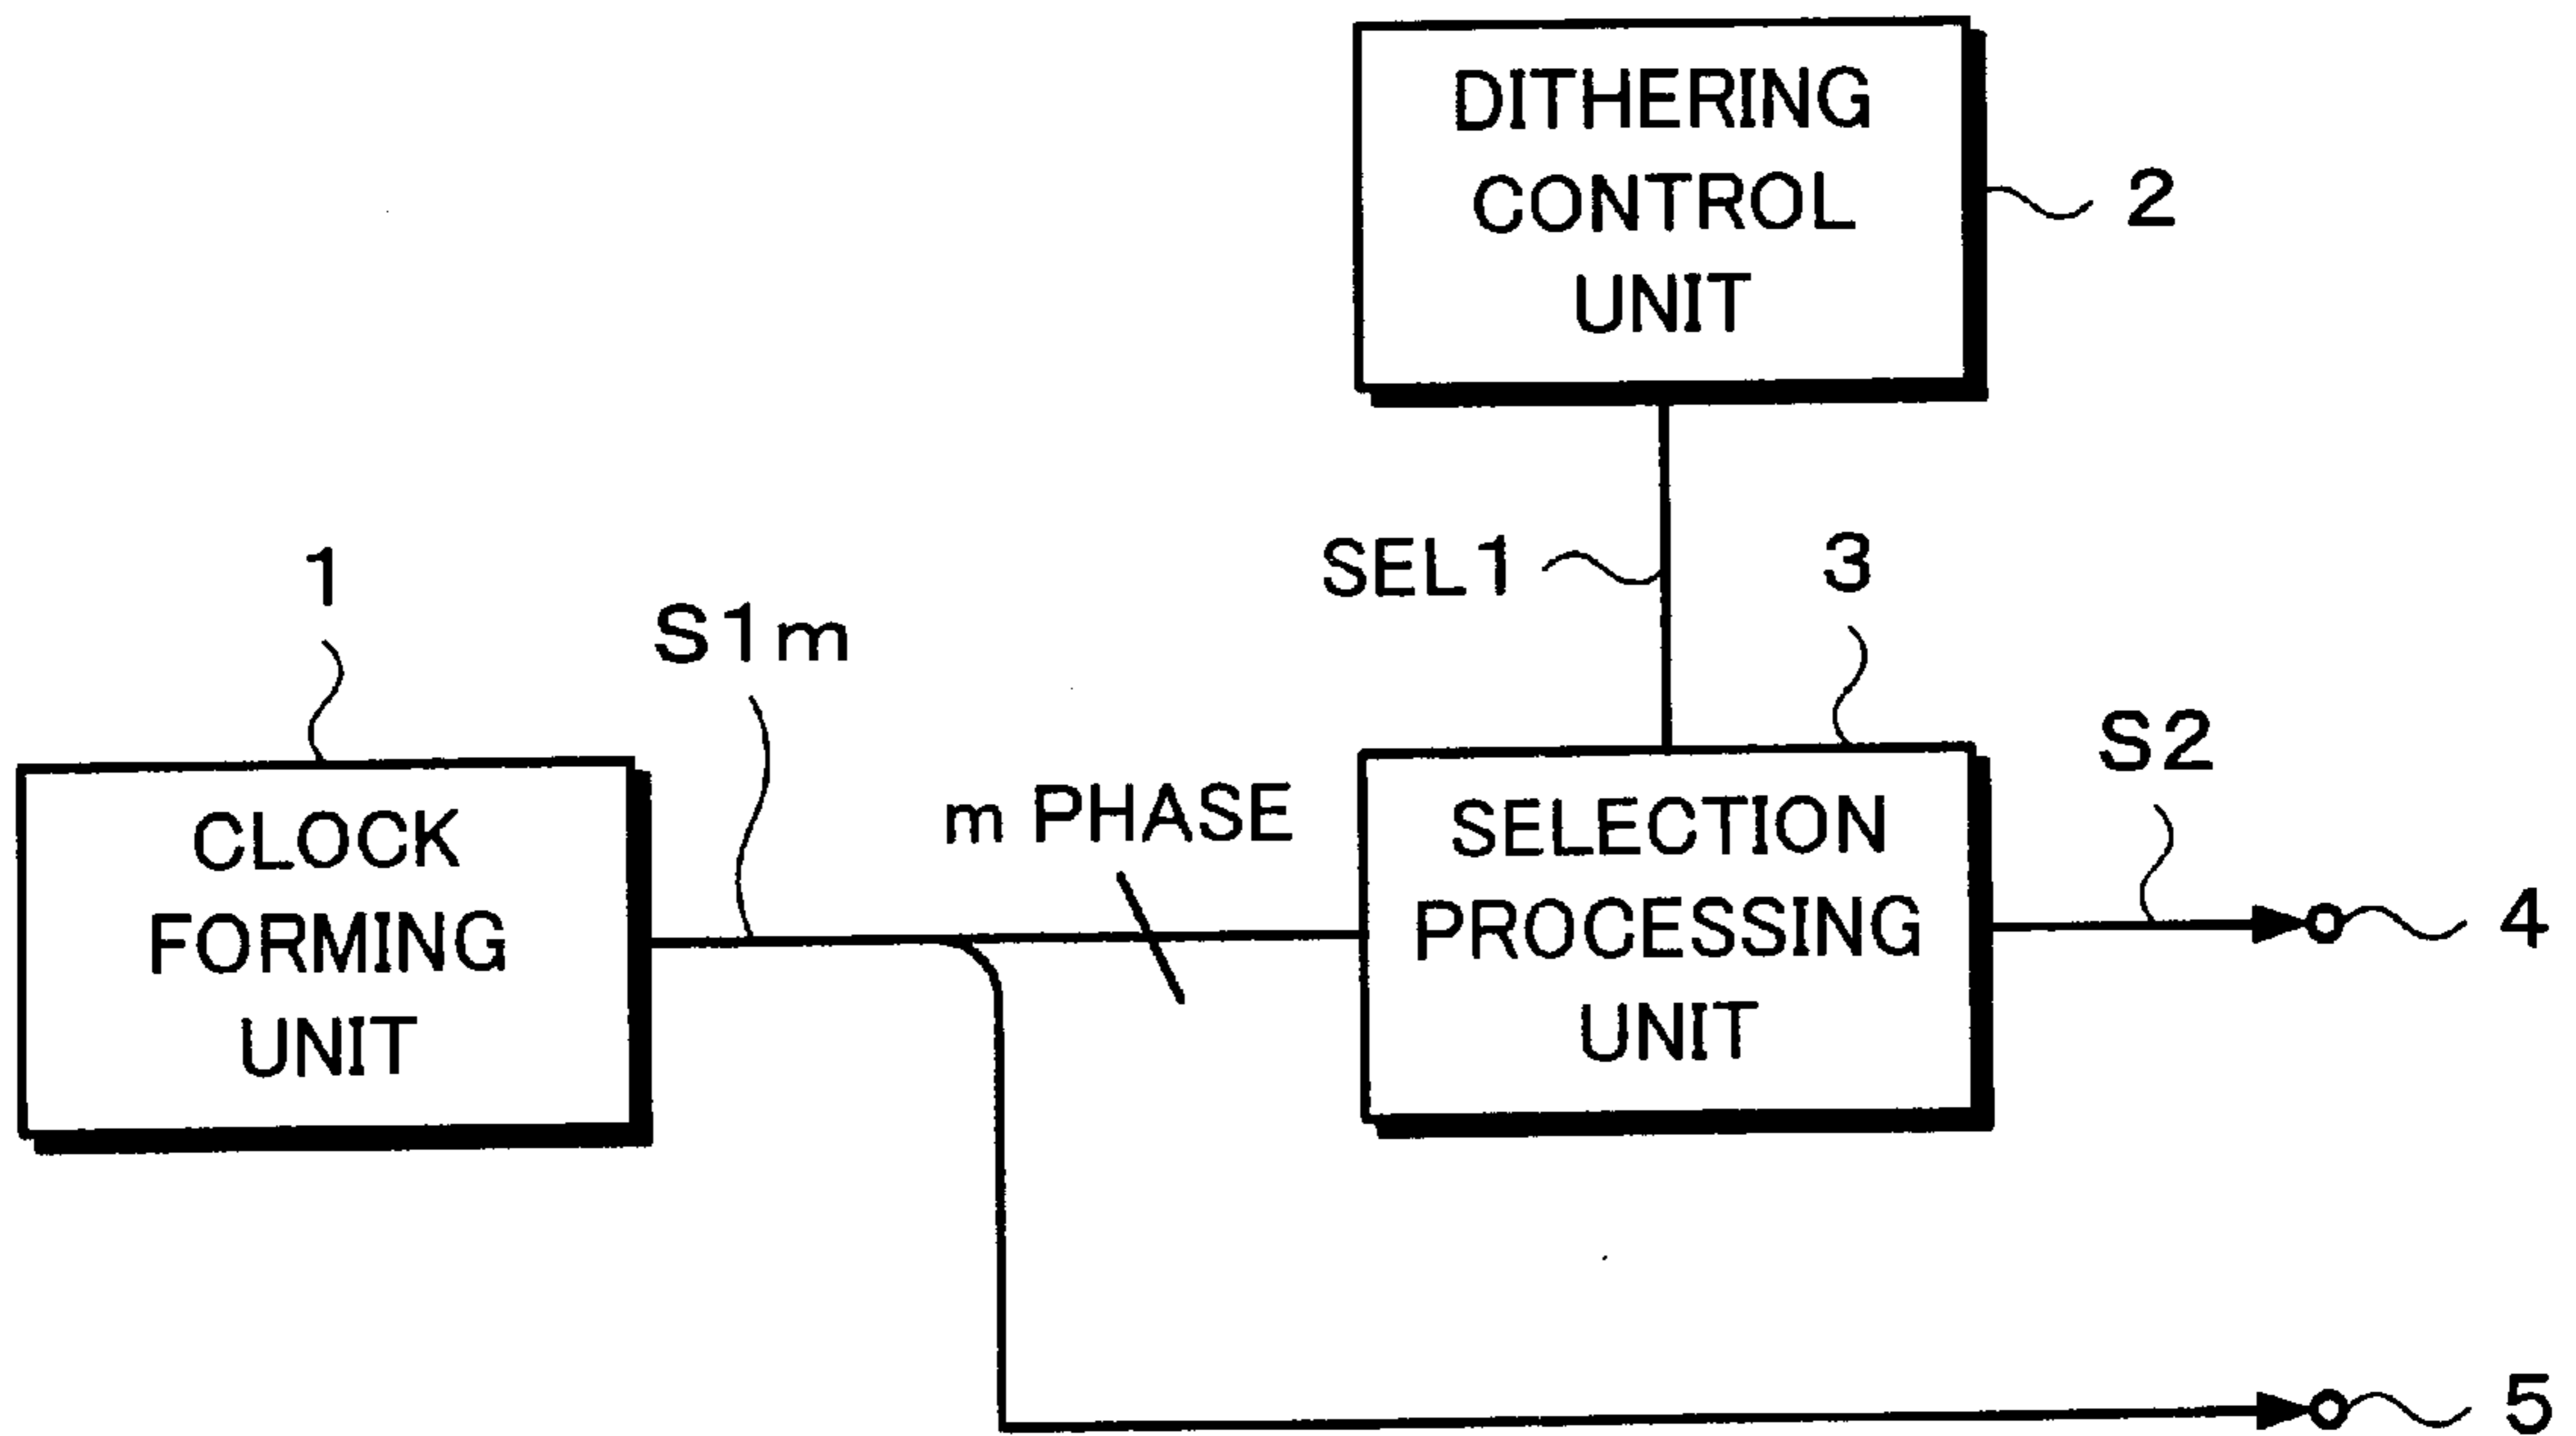 DITHERING
CONTROL
UNIT
2
SEL1
3
1
S1m
S2
m PHASE
CLOCK
FORMING
UNIT
SELECTION
PROCESSING
UNIT
4
5